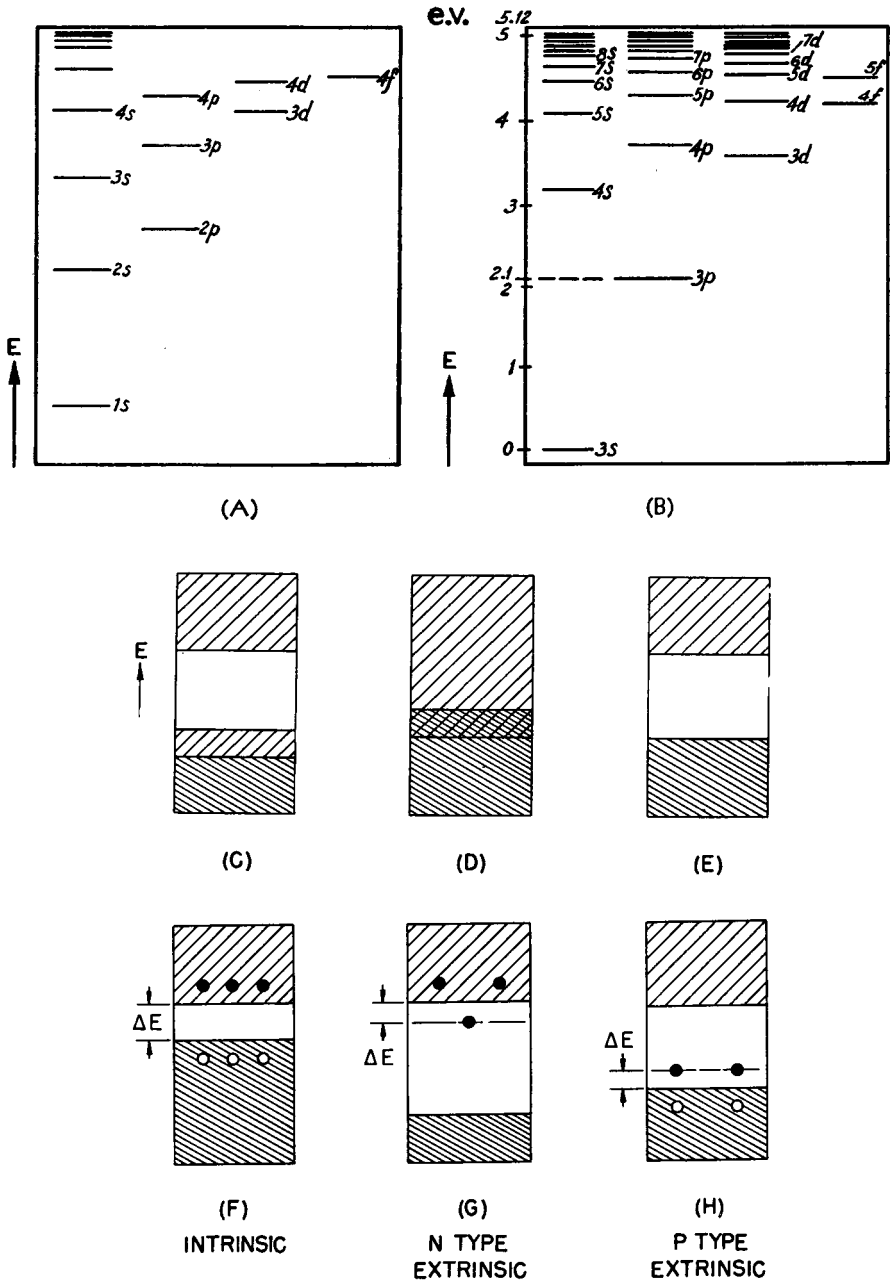 E
4s
3s
2s
1s
4p
3p
2p
4d
3d
4f
(A)
e.v.
5.12
5
4
3
2.1
2
1
0
E
8s
7s
6s
5s
4s
3s
7p
6p
5p
4p
3p
7d
6d
5d
4d
3d
5f
4f
(B)
E
(C)
(D)
(E)
ΔE
ΔE
ΔE
(F)
(G)
(H)
INTRINSIC
N TYPE
EXTRINSIC
P TYPE
EXTRINSIC